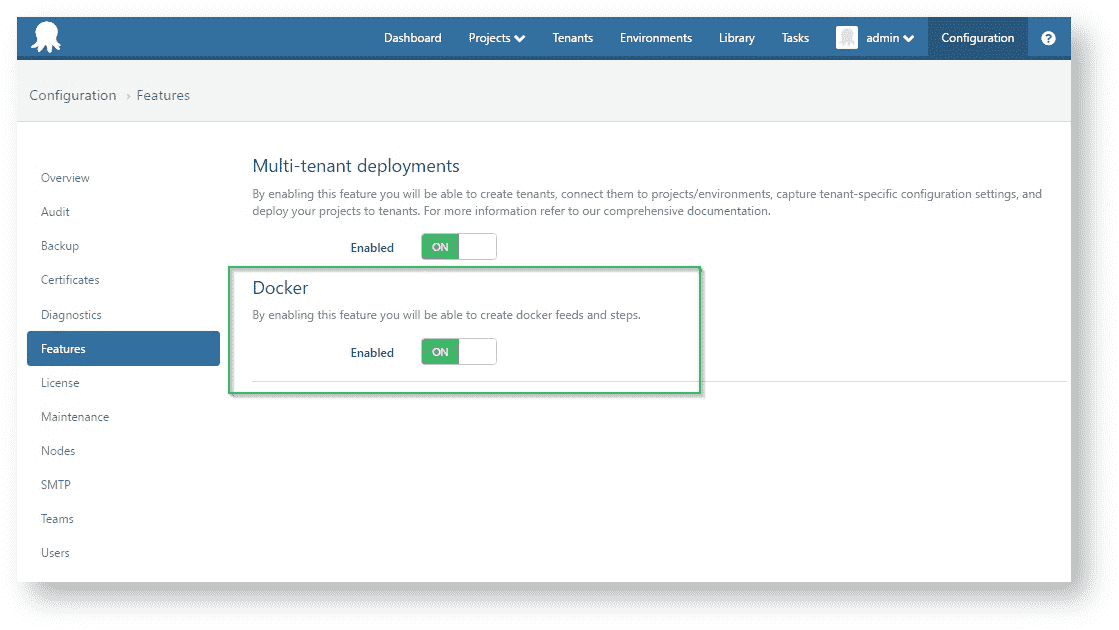 Dashboard Projects Tenants Environments Library Tasks admin Configuration ?
Configuration › Features
Overview
Audit
Backup
Certificates
Diagnostics
Features
License
Maintenance
Nodes
SMTP
Teams
Users
Multi-tenant deployments
By enabling this feature you will be able to create tenants, connect them to projects/environments, capture tenant-specific configuration settings, and
deploy your projects to tenants. For more information refer to our comprehensive documentation.
Enabled ON
Docker
By enabling this feature you will be able to create docker feeds and steps.
Enabled ON